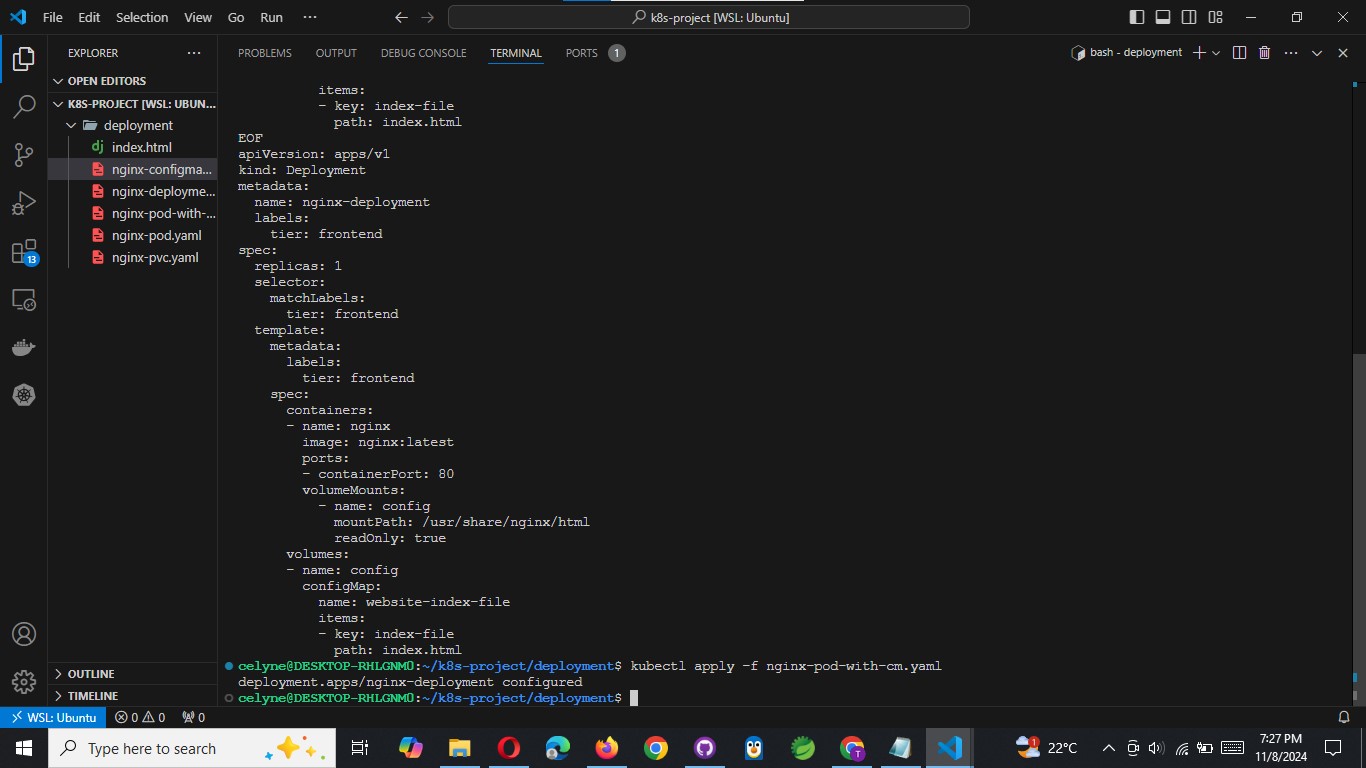 File Edit Selection View Go Run ···
k8s-project [WSL: Ubuntu]
EXPLORER
PROBLEMS OUTPUT DEBUG CONSOLE TERMINAL PORTS 1
bash - deployment
OPEN EDITORS
K8S-PROJECT [WSL: UBUN...
deployment
dj index.html
nginx-configma...
nginx-deployme...
nginx-pod-with-...
nginx-pod.yaml
nginx-pvc.yaml
13
OUTLINE
TIMELINE
items:
- key: index-file
path: index.html
EOF
apiVersion: apps/v1
kind: Deployment
metadata:
name: nginx-deployment
labels:
tier: frontend
spec:
replicas: 1
selector:
matchLabels:
tier: frontend
template:
metadata:
labels:
tier: frontend
spec:
containers:
- name: nginx
image: nginx:latest
ports:
- containerPort: 80
volumeMounts:
- name: config
mountPath: /usr/share/nginx/html
readOnly: true
volumes:
- name: config
configMap:
name: website-index-file
items:
- key: index-file
path: index.html
celyne@DESKTOP-RHLGNM0:~/k8s-project/deployment$ kubectl apply -f nginx-pod-with-cm.yaml
deployment.apps/nginx-deployment configured
celyne@DESKTOP-RHLGNM0:~/k8s-project/deployment$
WSL: Ubuntu 0 0 0
Type here to search
T
1
22°C
7:27 PM
11/8/2024